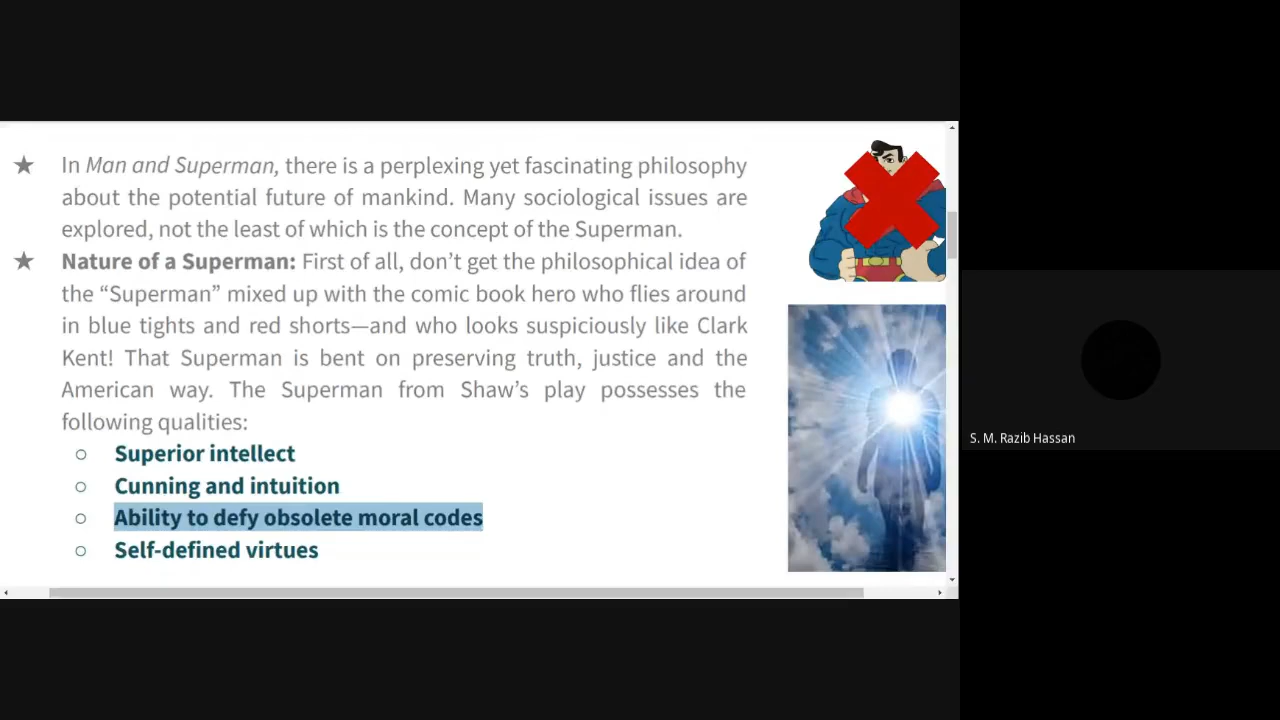 ★ In Man and Superman, there is a perplexing yet fascinating philosophy
about the potential future of mankind. Many sociological issues are
explored, not the least of which is the concept of the Superman.
★ Nature of a Superman: First of all, don’t get the philosophical idea of
the “Superman” mixed up with the comic book hero who flies around
in blue tights and red shorts—and who looks suspiciously like Clark
Kent! That Superman is bent on preserving truth, justice and the
American way. The Superman from Shaw’s play possesses the
following qualities:
○ Superior intellect
○ Cunning and intuition
○ Ability to defy obsolete moral codes
○ Self-defined virtues
S. M. Razib Hassan